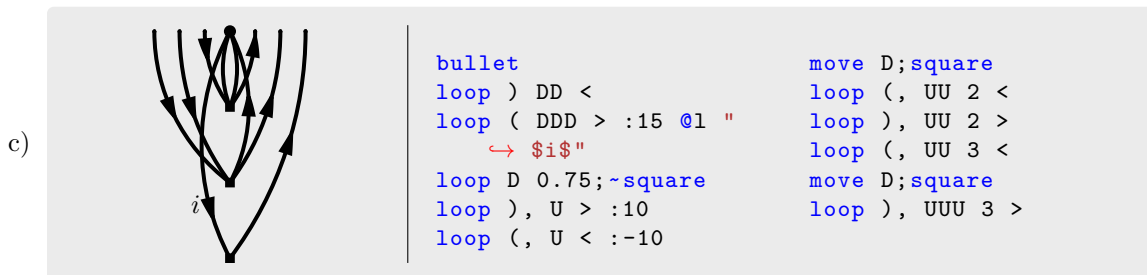 c)
i
bullet
loop ) DD <
loop ( DDD > :15 @l "
↪ $i$"
loop D 0.75;~square
loop ), U > :10
loop (, U < :-10
move D;square
loop (, UU 2 <
loop ), UU 2 >
loop (, UU 3 <
move D;square
loop ), UUU 3 >